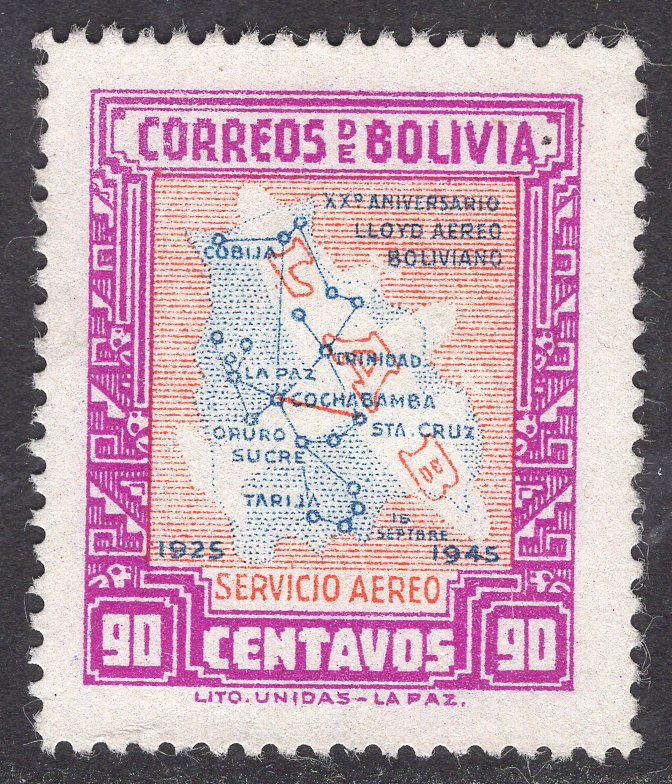 CORREOS DE BOLIVIA
XXº ANIVERSARIO
LLOYD AEREO
BOLIVIANO
COBIJA
TRINIDAD
LA PAZ
COCHABAMBA
ORURO
STA. CRUZ
SUCRE
TARIJA
16
SEPTBRE
1925
1945
SERVICIO AEREO
90 CENTAVOS 90
LITO. UNIDAS - LA PAZ.